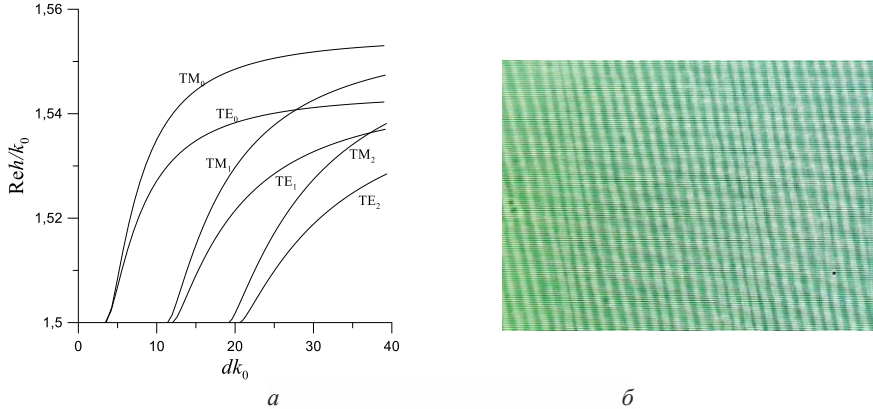 1,56
1,54
1,52
1,5
Reh/k₀
TM₀
TE₀
TM₁
TE₁
TM₂
TE₂
0 10 20 30 40
dk₀
а б